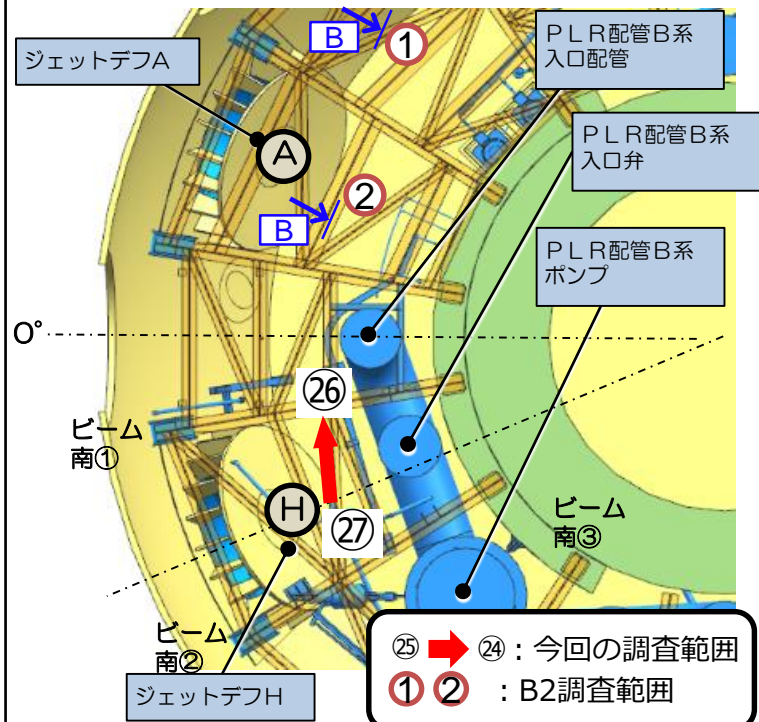 B
①
ジェットデフA
PLR配管B系
入口配管
PLR配管B系
入口弁
A
②
B
PLR配管B系
ポンプ
0°
㉖
ビーム
南①
H
㉗
ビーム
南③
ビーム
南②
ジェットデフH
㉕ ➡ ㉔：今回の調査範囲
① ② ：B2調査範囲